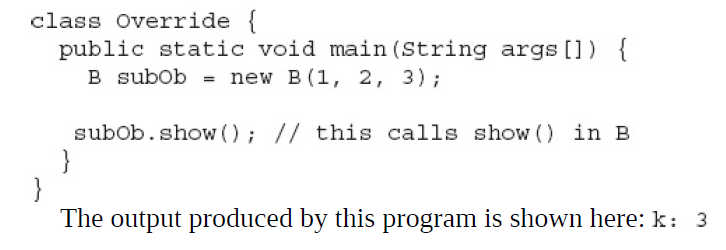 class Override {
public static void main(String args[]) {
B subOb = new B(1, 2, 3);
subOb.show(); // this calls show() in B
}
}
The output produced by this program is shown here: k: 3